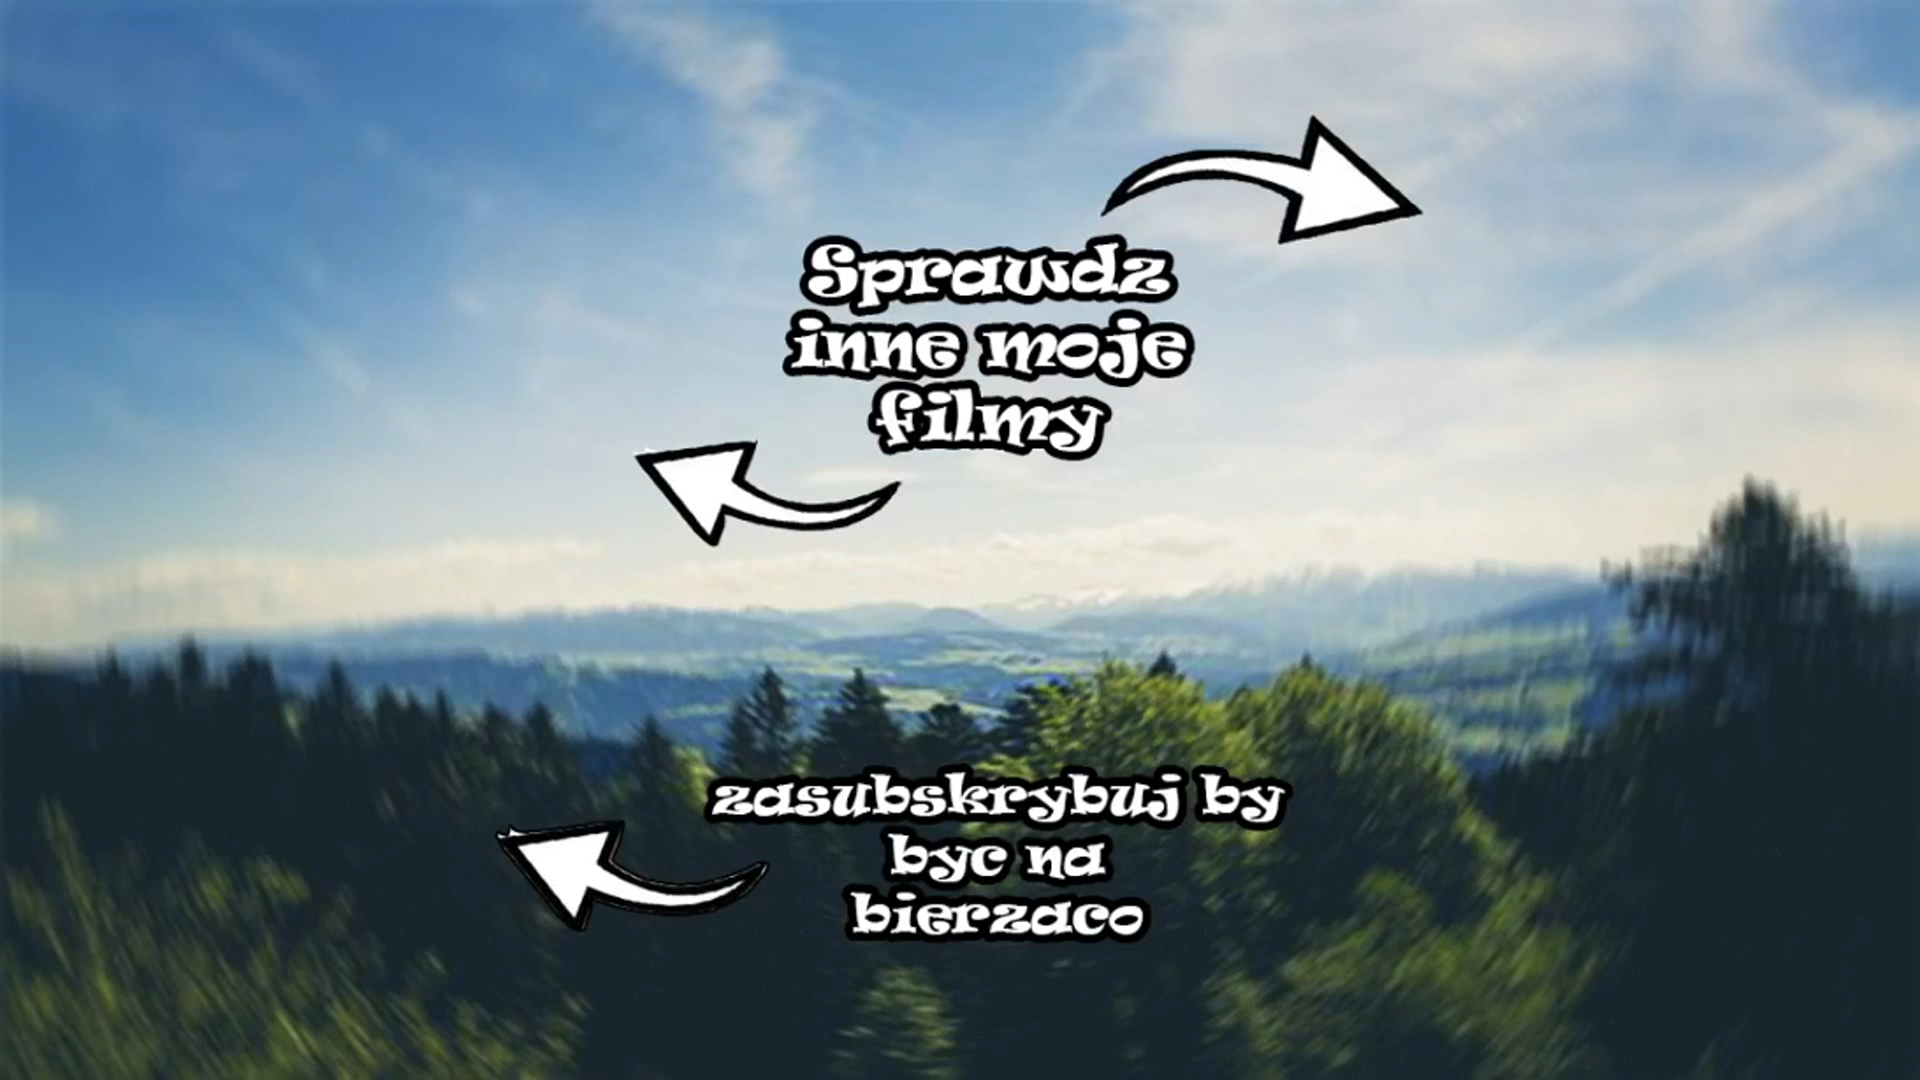 Sprawdz
inne moje
filmy
zasubskrybuj by
byc na
bierzaco